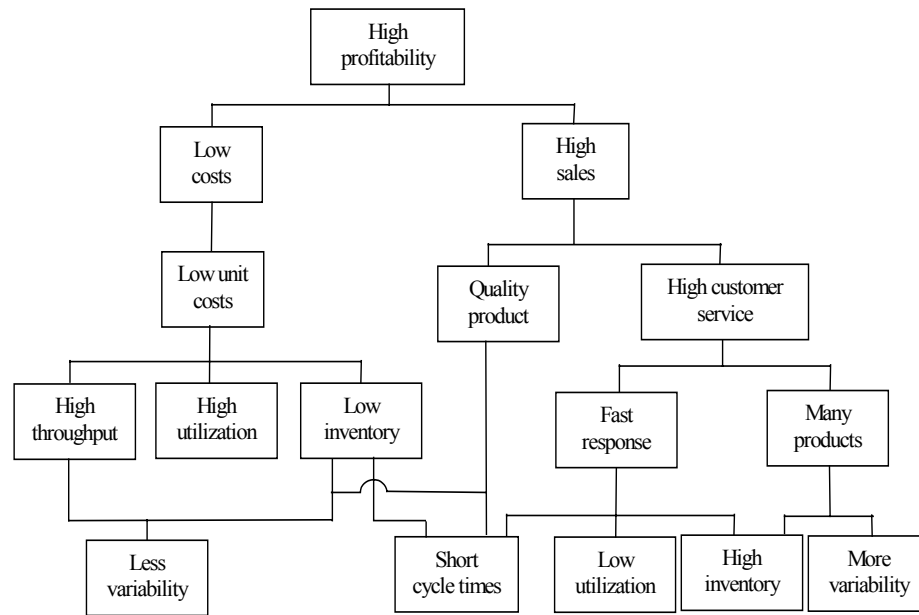 High
profitability
Low
costs
High
sales
Low unit
costs
Quality
product
High customer
service
High
throughput
High
utilization
Low
inventory
Fast
response
Many
products
Less
variability
Short
cycle times
Low
utilization
High
inventory
More
variability